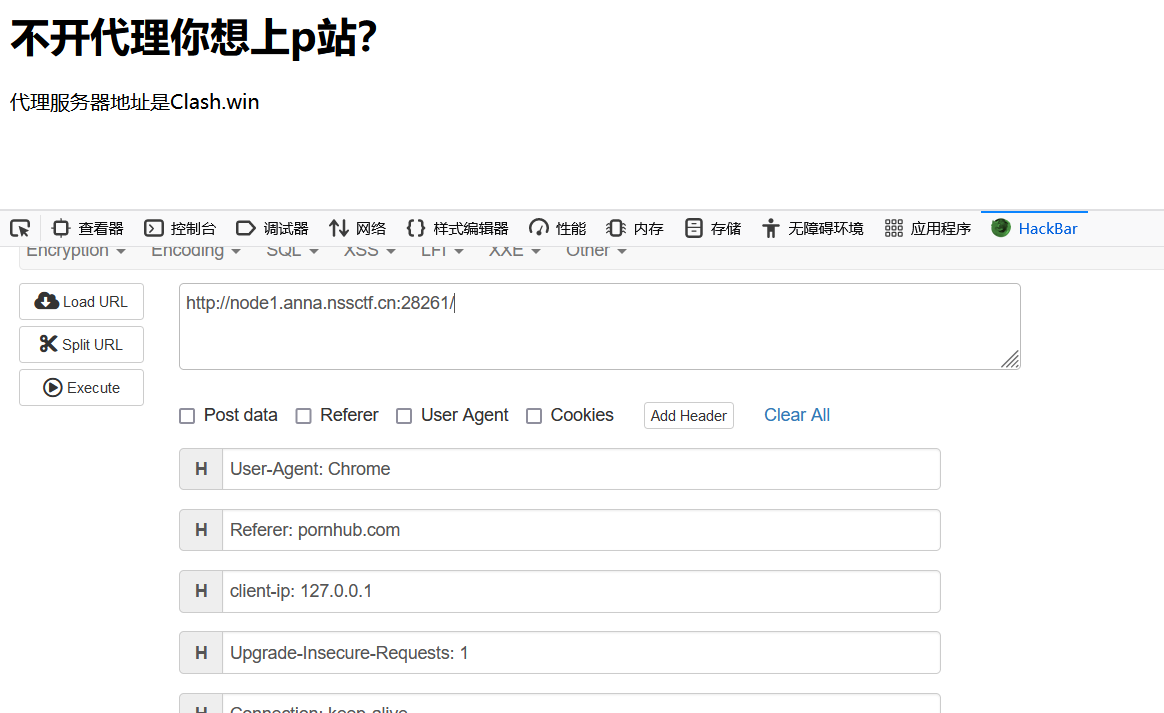 不开代理你想上p站?
代理服务器地址是Clash.win
查看器 控制台 调试器 网络 样式编辑器 性能 内存 存储 无障碍环境 应用程序 HackBar
Encryption Encoding SQL XSS LFI XXE Other
Load URL
http://node1.anna.nssctf.cn:28261/
Split URL
Execute
Post data Referer User Agent Cookies Add Header Clear All
H User-Agent: Chrome
H Referer: pornhub.com
H client-ip: 127.0.0.1
H Upgrade-Insecure-Requests: 1
H Connection: keep-alive